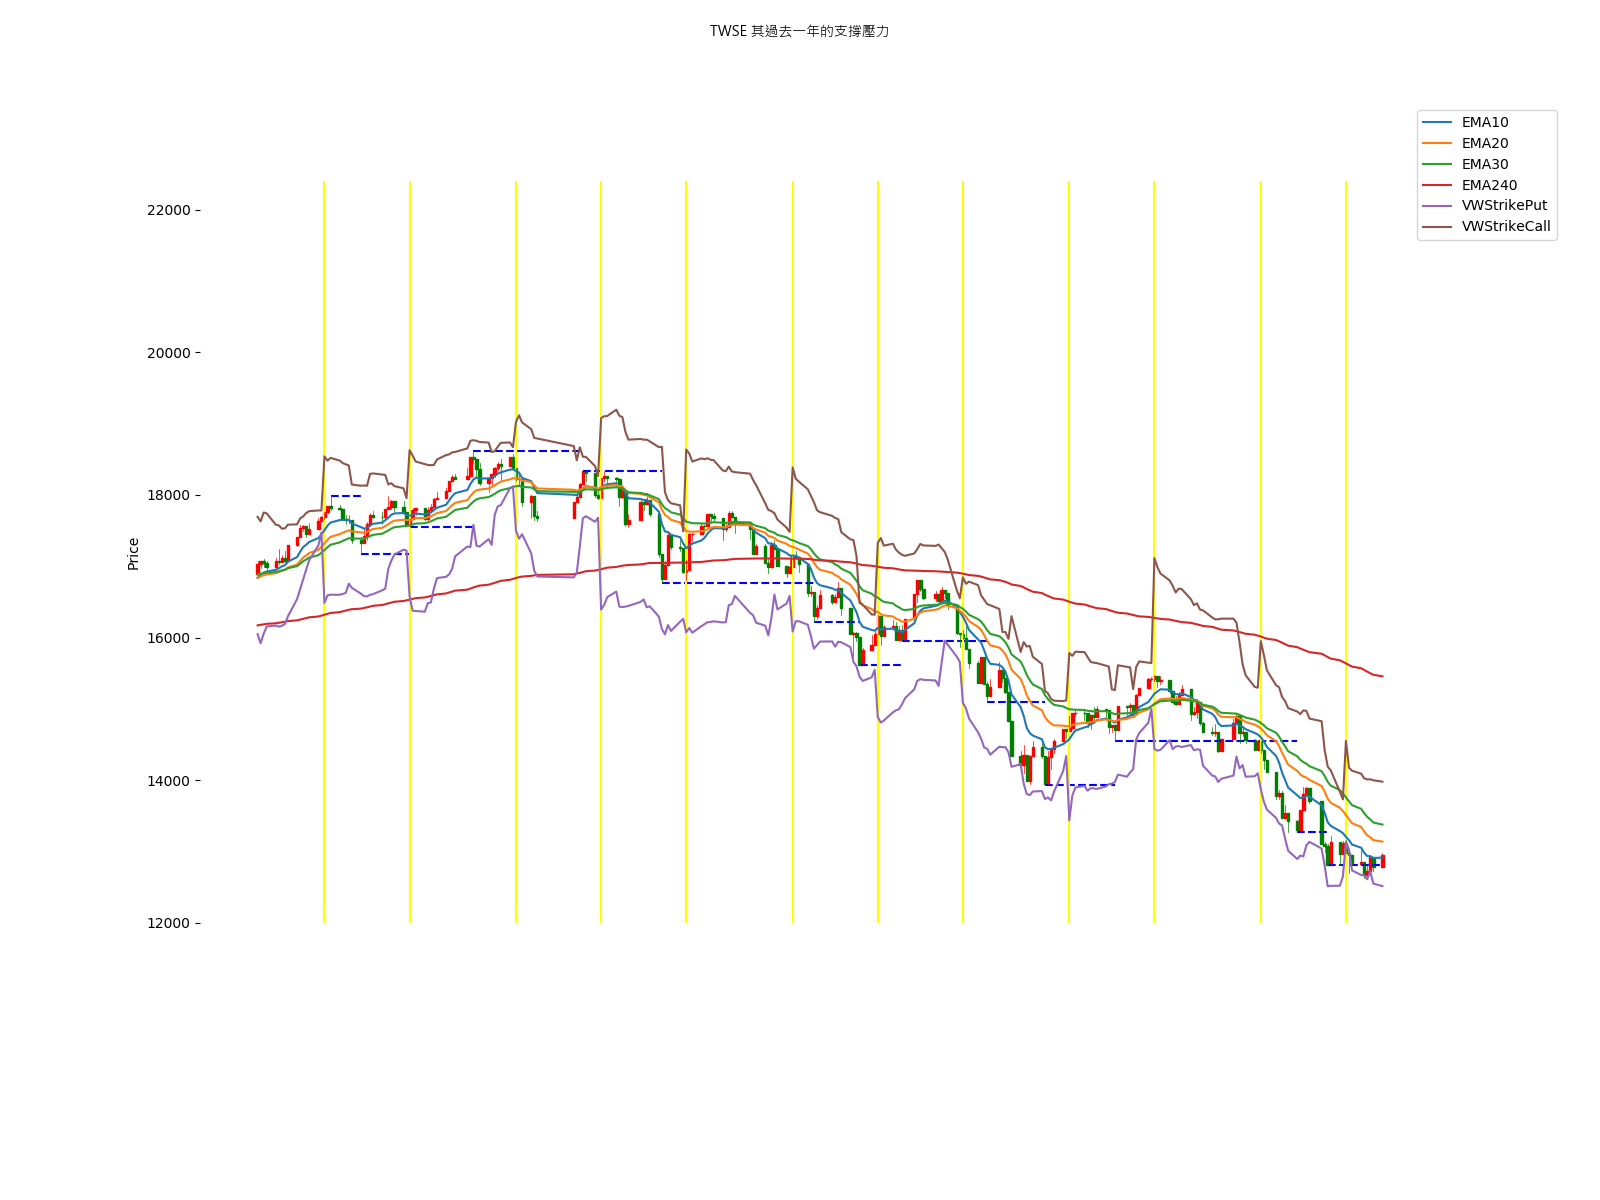 TWSE 其過去一年的支撐壓力
EMA10
EMA20
EMA30
EMA240
VWStrikePut
VWStrikeCall
22000
20000
18000
16000
14000
12000
Price